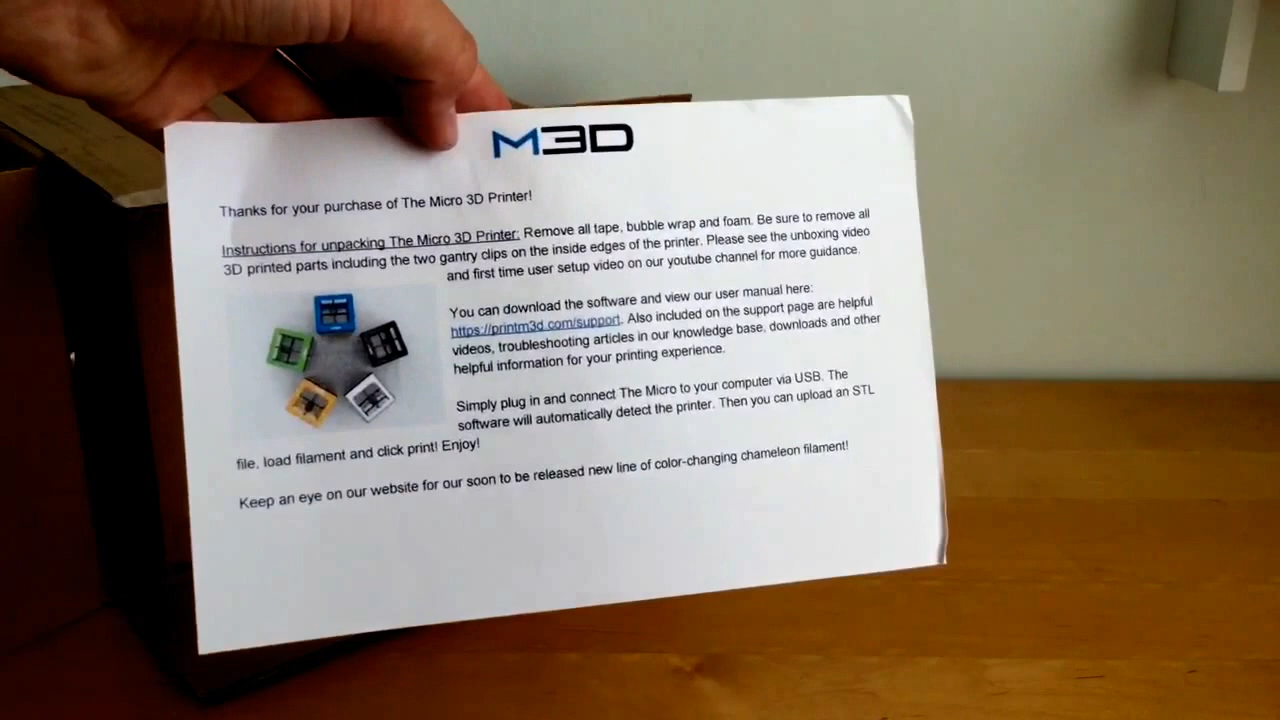 M3D
Thanks for your purchase of The Micro 3D Printer!
Instructions for unpacking The Micro 3D Printer: Remove all tape, bubble wrap and foam. Be sure to remove all
3D printed parts including the two gantry clips on the inside edges of the printer. Please see the unboxing video
and first time user setup video on our youtube channel for more guidance.
You can download the software and view our user manual here:
https://printm3d.com/support. Also included on the support page are helpful
videos, troubleshooting articles in our knowledge base, downloads and other
helpful information for your printing experience.
Simply plug in and connect The Micro to your computer via USB. The
software will automatically detect the printer. Then you can upload an STL
file, load filament and click print! Enjoy!
Keep an eye on our website for our soon to be released new line of color-changing chameleon filament!